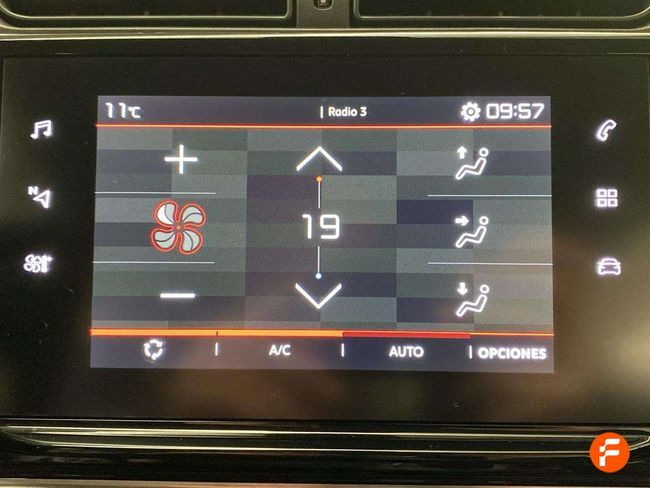 11°C
Radio 3
09:57
N
19
A/C
AUTO
OPCIONES